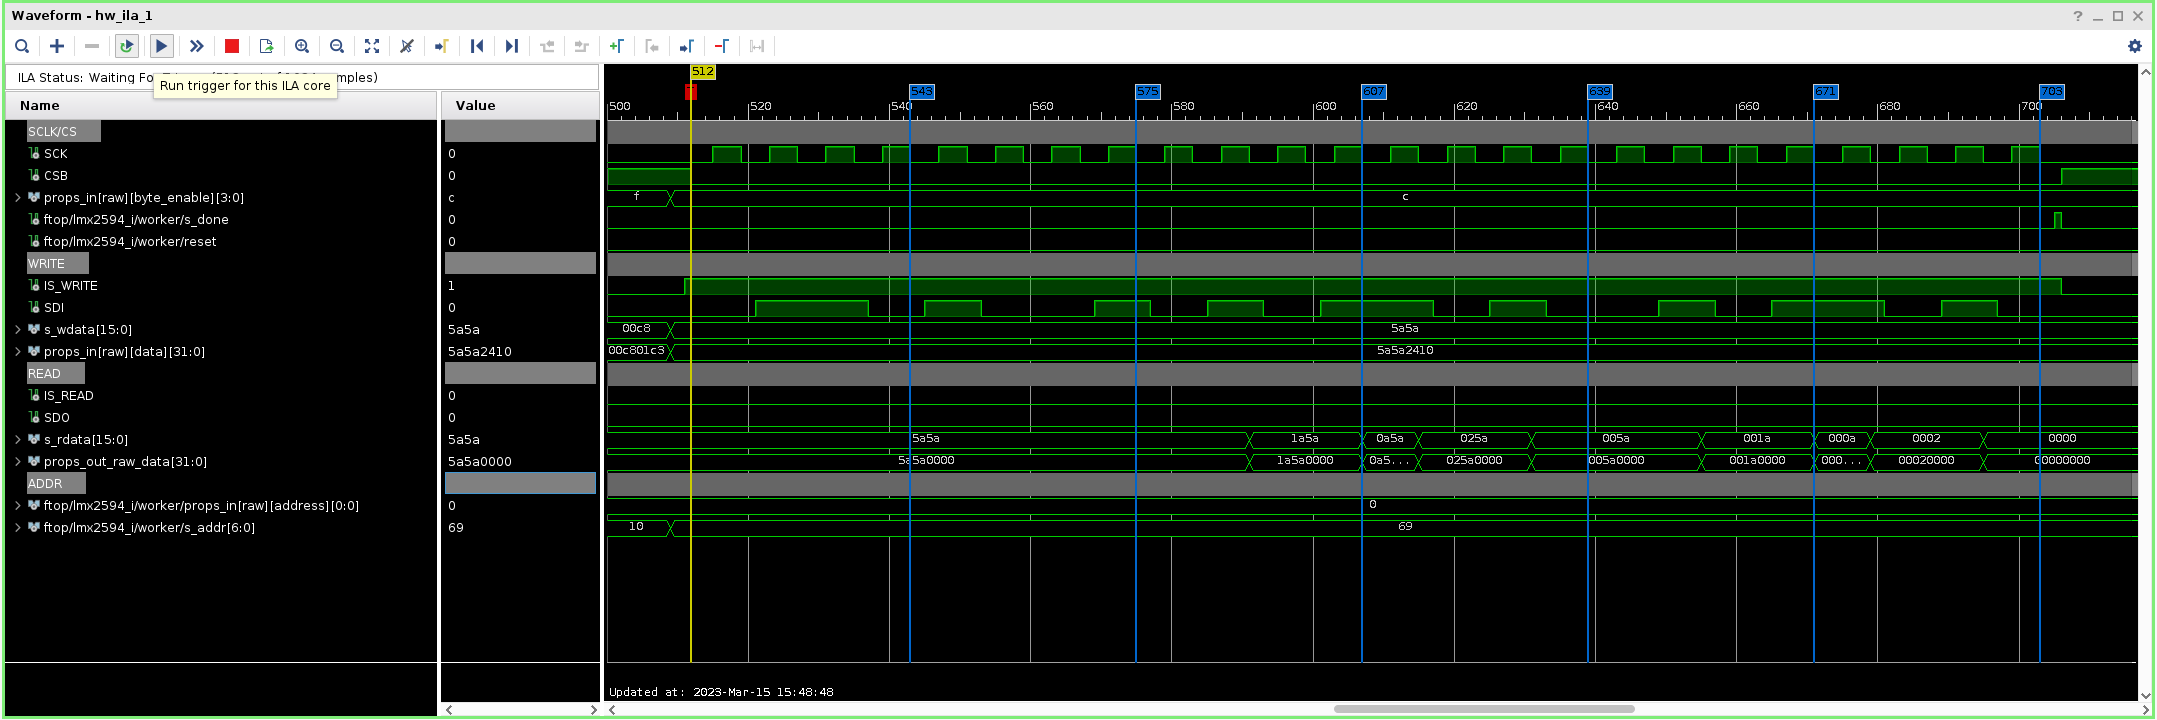 Waveform - hw_ila_1
ILA Status: Waiting Fo
mples)
Run trigger for this ILA core
Name Value
512
543 575 607 639 671 703
500 520 540 560 580 600 620 640 660 680 700
SCLK/CS
SCK 0
CSB 0
props_in[raw][byte_enable][3:0] c f c
ftop/lmx2594_i/worker/s_done 0
ftop/lmx2594_i/worker/reset 0
WRITE
IS_WRITE 1
SDI 0
s_wdata[15:0] 5a5a 00c8 5a5a
props_in[raw][data][31:0] 5a5a2410 00c801c3 5a5a2410
READ
IS_READ 0
SDO 0
s_rdata[15:0] 5a5a 5a5a 1a5a 0a5a 025a 005a 001a 000a 0002 0000
props_out_raw_data[31:0] 5a5a0000 5a5a0000 1a5a0000 0a5... 025a0000 005a0000 001a0000 000... 00020000 00000000
ADDR
ftop/lmx2594_i/worker/props_in[raw][address][0:0] 0 0
ftop/lmx2594_i/worker/s_addr[6:0] 69 10 69
Updated at: 2023-Mar-15 15:48:48